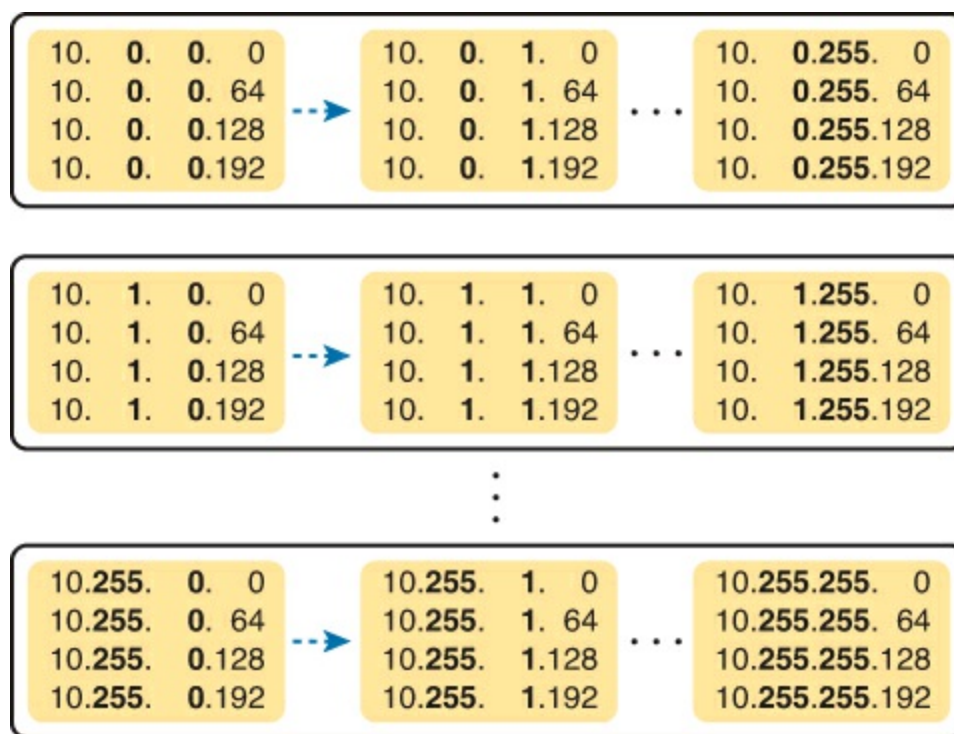 10. 0. 0. 0
10. 0. 0. 64
10. 0. 0.128
10. 0. 0.192
10. 0. 1. 0
10. 0. 1. 64
10. 0. 1.128
10. 0. 1.192
. . .
10. 0.255. 0
10. 0.255. 64
10. 0.255.128
10. 0.255.192
10. 1. 0. 0
10. 1. 0. 64
10. 1. 0.128
10. 1. 0.192
10. 1. 1. 0
10. 1. 1. 64
10. 1. 1.128
10. 1. 1.192
. . .
10. 1.255. 0
10. 1.255. 64
10. 1.255.128
10. 1.255.192
10.255. 0. 0
10.255. 0. 64
10.255. 0.128
10.255. 0.192
10.255. 1. 0
10.255. 1. 64
10.255. 1.128
10.255. 1.192
. . .
10.255.255. 0
10.255.255. 64
10.255.255.128
10.255.255.192